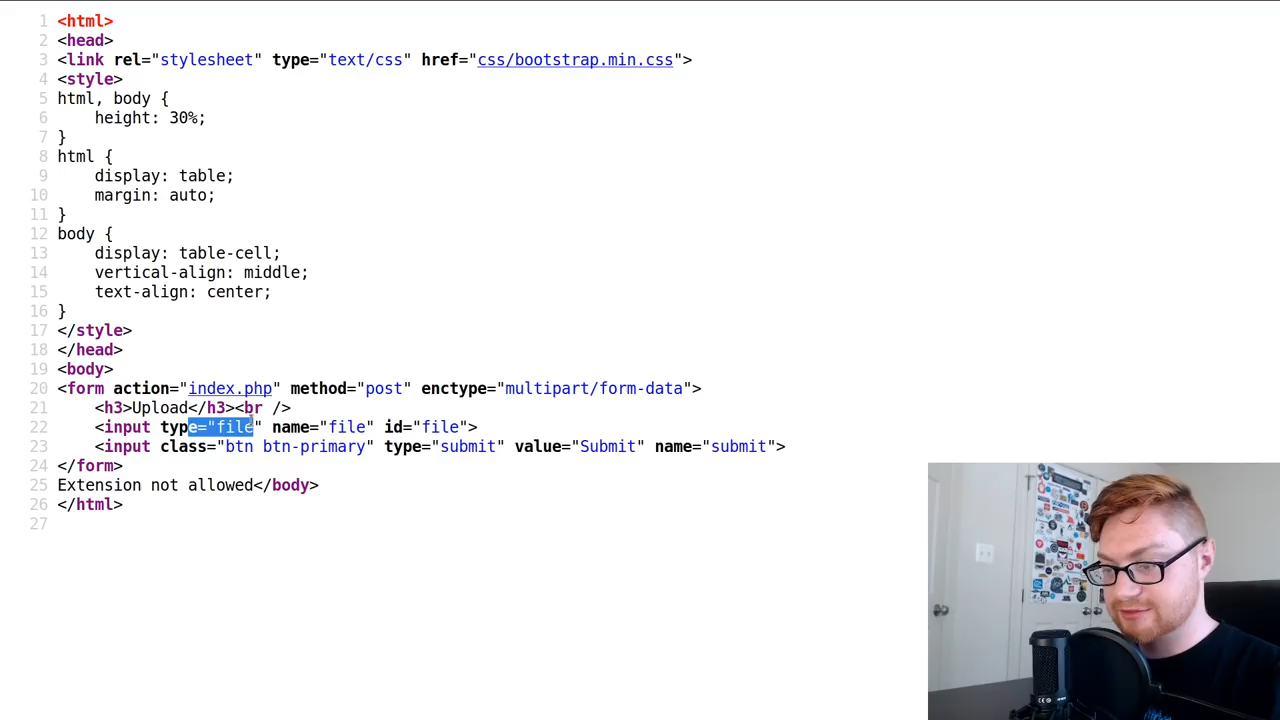 1 <html>
2 <head>
3 <link rel="stylesheet" type="text/css" href="css/bootstrap.min.css">
4 <style>
5 html, body {
6     height: 30%;
7 }
8 html {
9     display: table;
10     margin: auto;
11 }
12 body {
13     display: table-cell;
14     vertical-align: middle;
15     text-align: center;
16 }
17 </style>
18 </head>
19 <body>
20 <form action="index.php" method="post" enctype="multipart/form-data">
21     <h3>Upload</h3><br />
22     <input type="file" name="file" id="file">
23     <input class="btn btn-primary" type="submit" value="Submit" name="submit">
24 </form>
25 Extension not allowed</body>
26 </html>
27